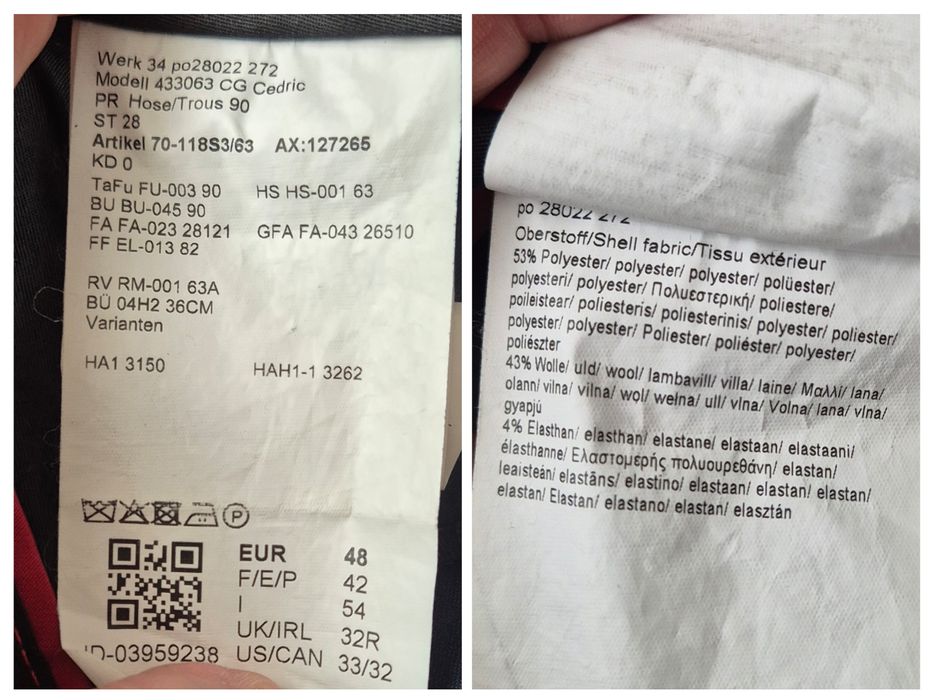 Werk 34 po28022 272
Modell 433063 CG Cedric
PR Hose/Trous 90
ST 28
Artikel 70-118S3/63 AX:127265
KD 0
TaFu FU-003 90 HS HS-001 63
BU BU-045 90
FA FA-023 28121 GFA FA-043 26510
FF EL-013 82
RV RM-001 63A
BÜ 04H2 36CM
Varianten
HA1 3150 HAH1-1 3262
P
EUR 48
F/E/P 42
I 54
UK/IRL 32R
ID-03959238 US/CAN 33/32
po 28022 272
Oberstoff/Shell fabric/Tissu extérieur
53% Polyester/ polyester/ polyester/ polüester/
polyesteri/ polyester/ Πολυεστερική/ poliestere/
poileistear/ poliesteris/ poliesterinis/ polyester/ poliester/
polyester/ polyester/ Poliester/ poliéster/ polyester/
poliészter
43% Wolle/ uld/ wool/ lambavill/ villa/ laine/ Μαλλί/ lana/
olann/ vilna/ vilna/ wol/ wełna/ ull/ vlna/ Volna/ lana/ vlna/
gyapjú
4% Elasthan/ elasthan/ elastane/ elastaan/ elastaani/
élasthanne/ Ελαστομερής πολυουρεθάνη/ elastan/
leaisteán/ elastāns/ elastino/ elastaan/ elastan/ elastan/
elastan/ Elastan/ elastano/ elastan/ elasztán